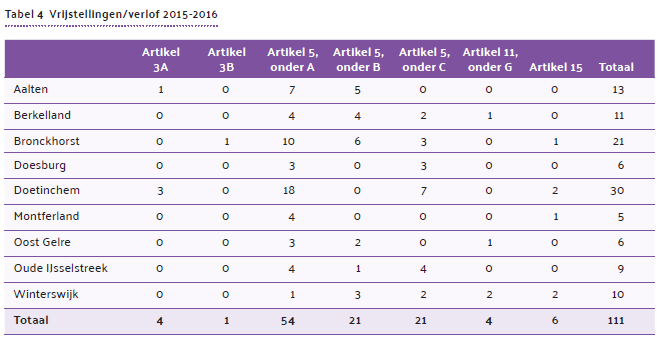 Tabel 4 Vrijstellingen/verlof 2015-2016
Artikel 3A Artikel 3B Artikel 5, onder A Artikel 5, onder B Artikel 5, onder C Artikel 11, onder G Artikel 15 Totaal
Aalten 1 0 7 5 0 0 0 13
Berkelland 0 0 4 4 2 1 0 11
Bronckhorst 0 1 10 6 3 0 1 21
Doesburg 0 0 3 0 3 0 0 6
Doetinchem 3 0 18 0 7 0 2 30
Montferland 0 0 4 0 0 0 1 5
Oost Gelre 0 0 3 2 0 1 0 6
Oude IJsselstreek 0 0 4 1 4 0 0 9
Winterswijk 0 0 1 3 2 2 2 10
Totaal 4 1 54 21 21 4 6 111